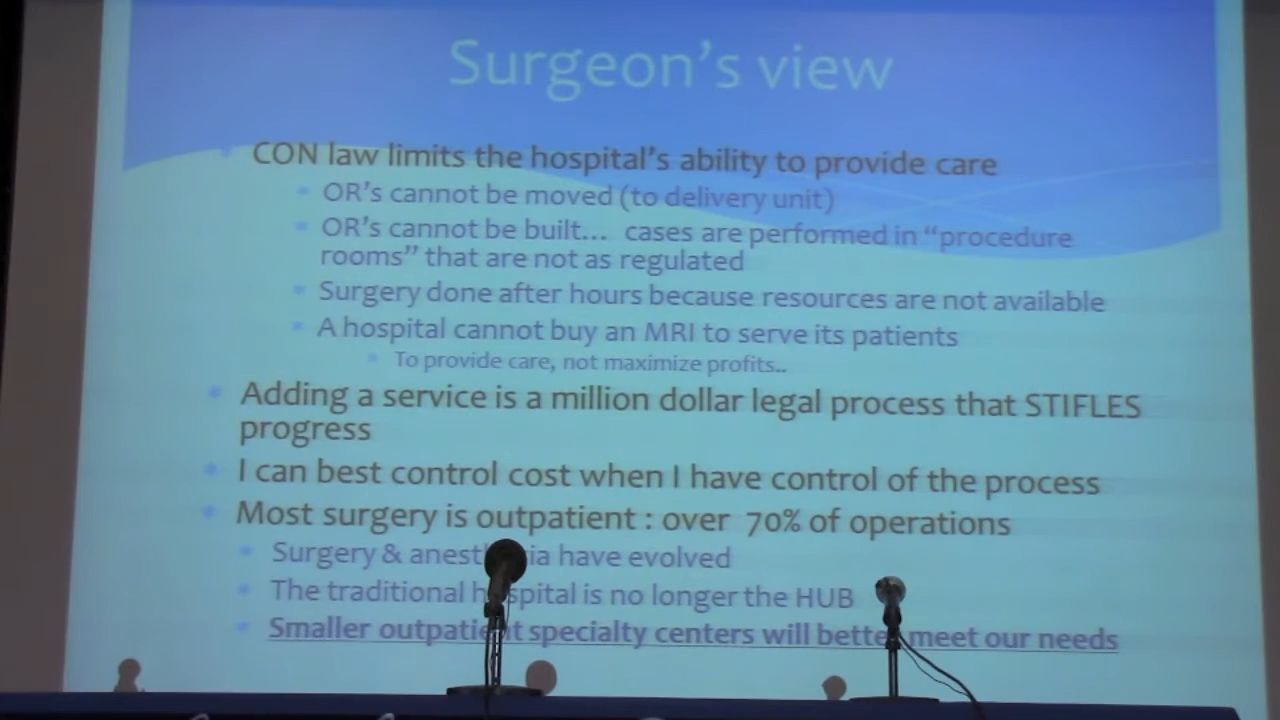 Surgeon's view
CON law limits the hospital's ability to provide care
OR's cannot be moved (to delivery unit)
OR's cannot be built... cases are performed in "procedure
rooms" that are not as regulated
Surgery done after hours because resources are not available
A hospital cannot buy an MRI to serve its patients
To provide care, not maximize profits..
Adding a service is a million dollar legal process that STIFLES
progress
I can best control cost when I have control of the process
Most surgery is outpatient : over 70% of operations
Surgery & anesthesia have evolved
The traditional hospital is no longer the HUB
Smaller outpatient specialty centers will better meet our needs